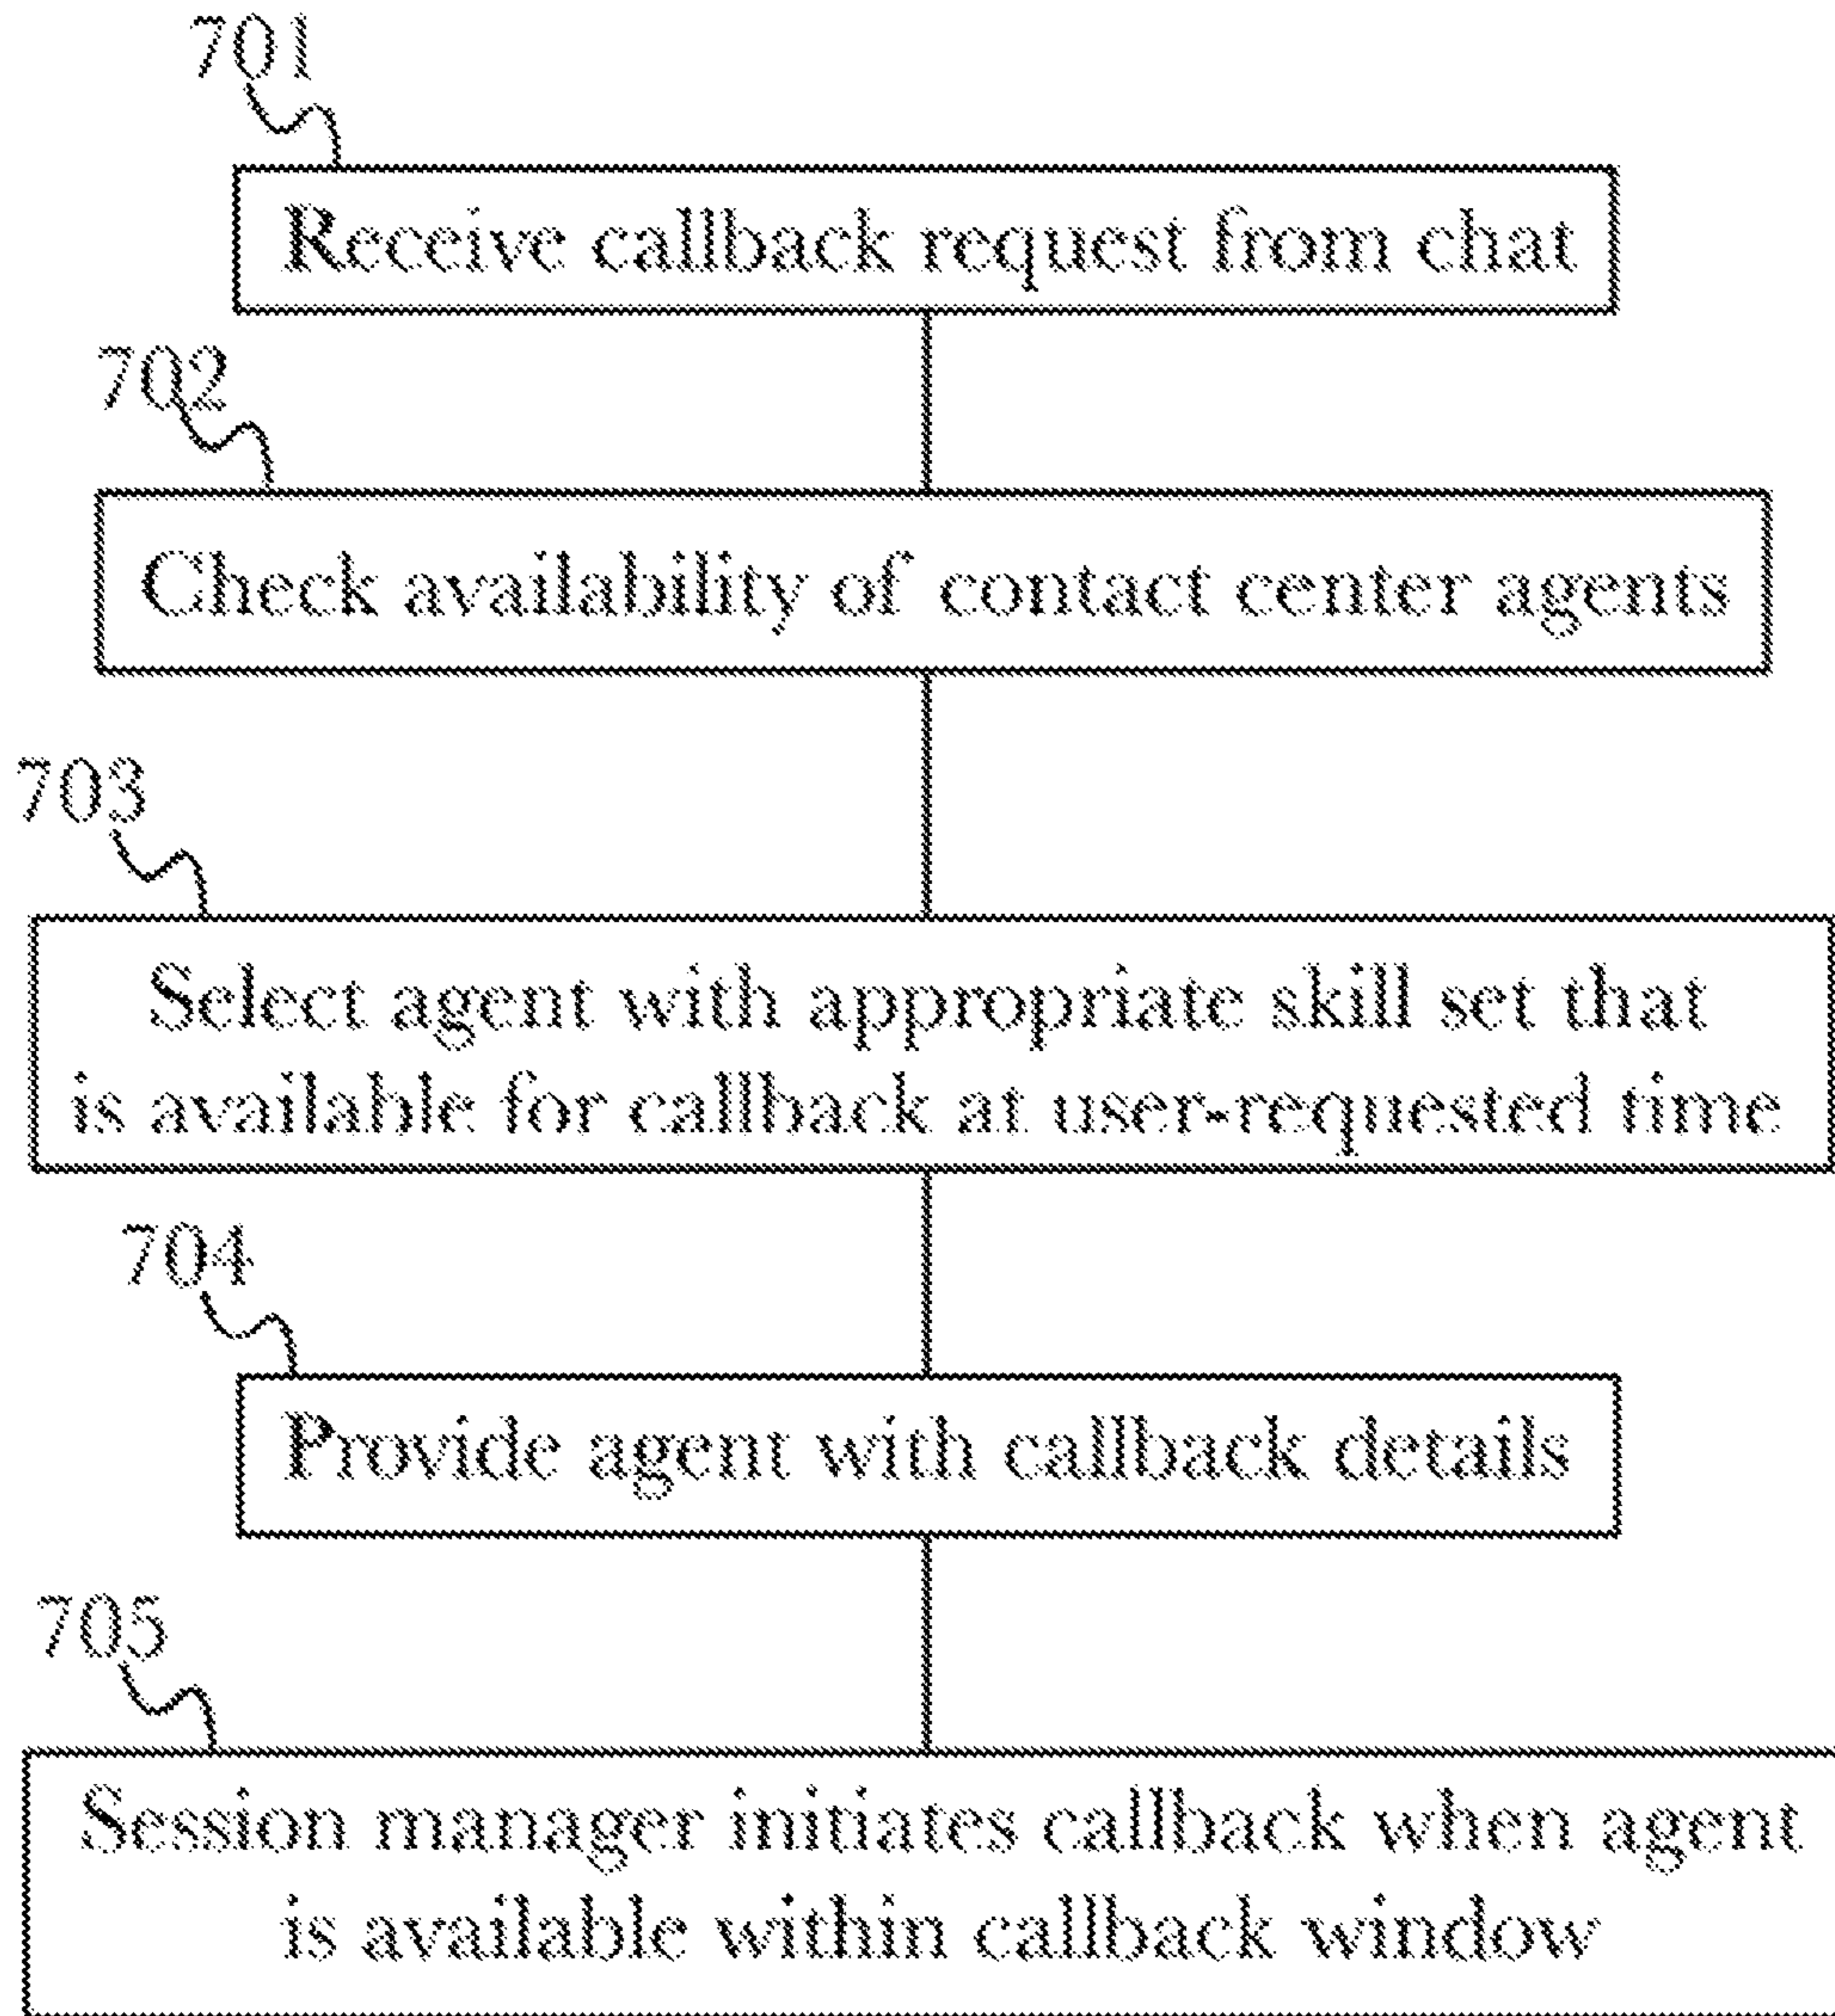 701
Receive callback request from chat
702
Check availability of contact center agents
703
Select agent with appropriate skill set that
is available for callback at user-requested time
704
Provide agent with callback details
705
Session manager initiates callback when agent
is available within callback window